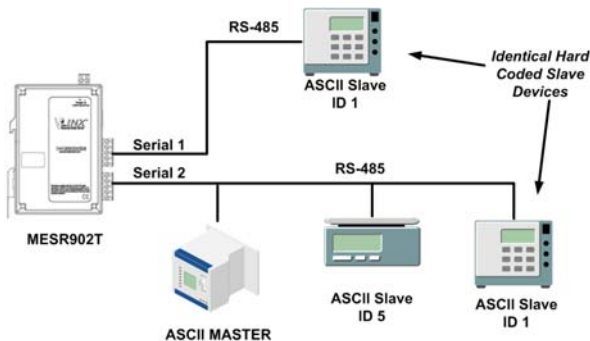 RS-485
ASCII Slave
ID 1
Identical Hard
Coded Slave
Devices
VLINX
Serial 1
Serial 2
RS-485
MESR902T
ASCII MASTER
ASCII Slave
ID 5
ASCII Slave
ID 1